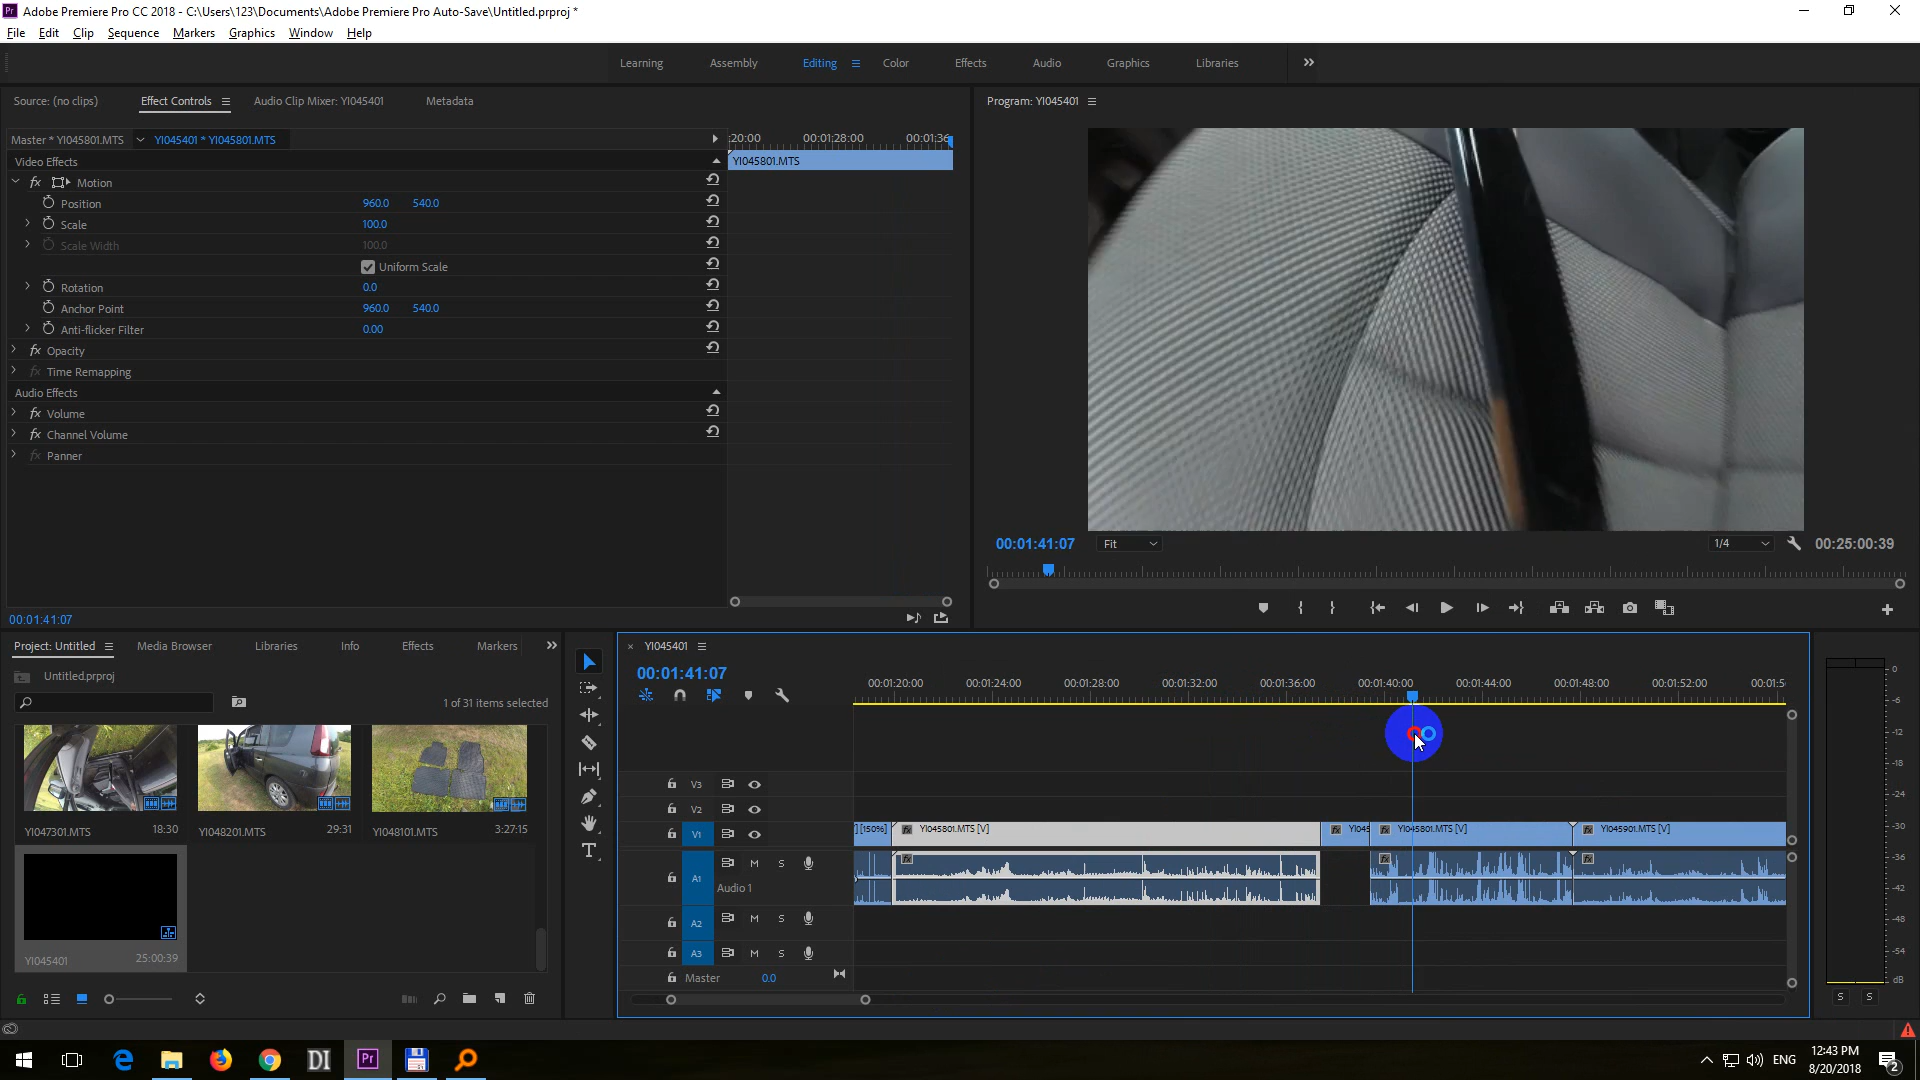 Adobe Premiere Pro CC 2018 - C:\Users\123\Documents\Adobe Premiere Pro Auto-Save\Untitled.prproj *
File Edit Clip Sequence Markers Graphics Window Help
Learning Assembly Editing Color Effects Audio Graphics Libraries
Source: (no clips) Effect Controls Audio Clip Mixer: YI045401 Metadata
Program: YI045401
Master * YI045801.MTS YI045401 * YI045801.MTS
:20:00 00:01:28:00 00:01:36
Video Effects
YI045801.MTS
fx Motion
Position 960.0 540.0
Scale 100.0
Scale Width 100.0
Uniform Scale
Rotation 0.0
Anchor Point 960.0 540.0
Anti-flicker Filter 0.00
fx Opacity
fx Time Remapping
Audio Effects
fx Volume
fx Channel Volume
fx Panner
00:01:41:07 Fit 1/4 00:25:00:39
00:01:41:07
Project: Untitled Media Browser Libraries Info Effects Markers
Untitled.prproj
1 of 31 items selected
YI047301.MTS 18:30
YI048201.MTS 29:31
YI048101.MTS 3:27:15
YI045401 25:00:39
YI045401
00:01:41:07
00:01:20:00 00:01:24:00 00:01:28:00 00:01:32:00 00:01:36:00 00:01:40:00 00:01:44:00 00:01:48:00 00:01:52:00 00:01:5
V3
V2
V1
[150%] fx YI045801.MTS [V] fx YI045 fx YI045801.MTS [V] fx YI045901.MTS [V]
A1 M S
Audio 1
A2 M S
A3 M S
Master 0.0
0
-6
-12
-18
-24
-30
-36
-42
-48
-54
dB
S S
Pr DI
ENG 12:43 PM
8/20/2018
2